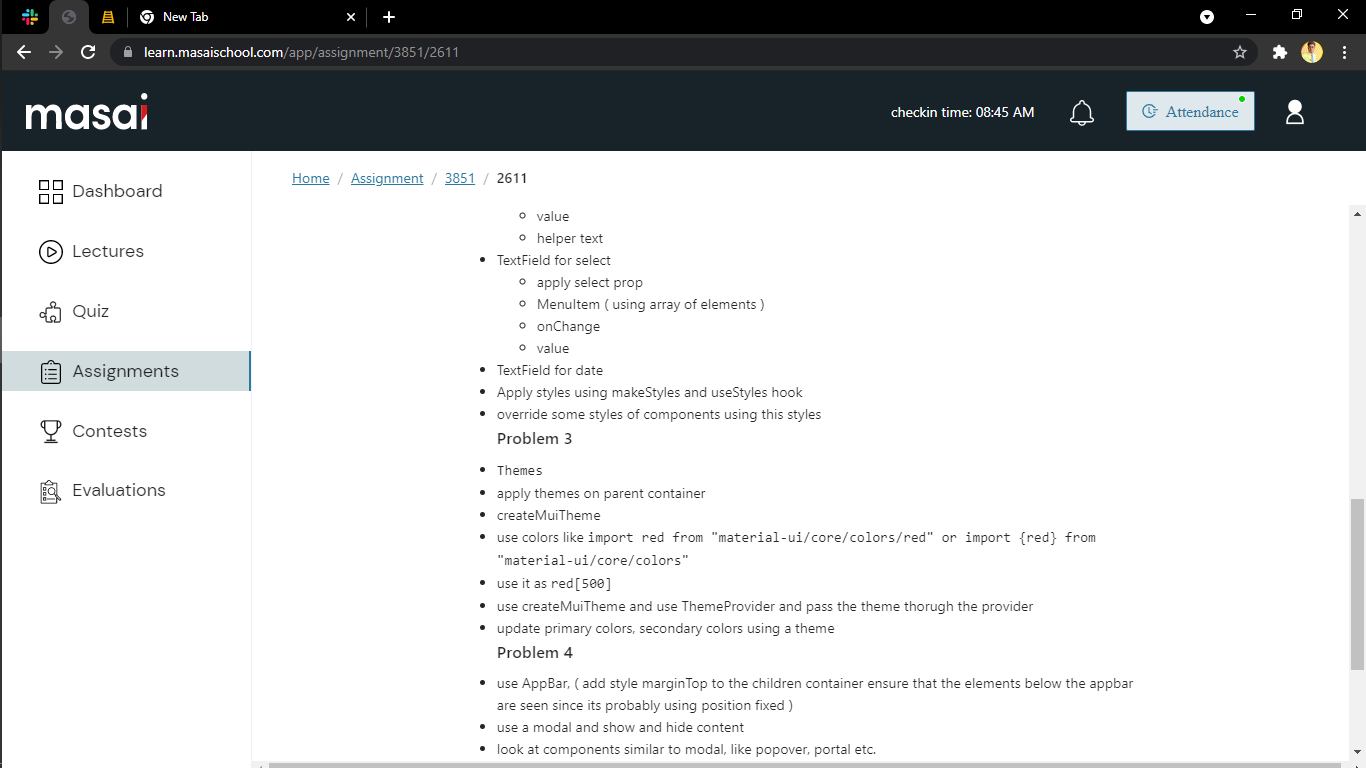 New Tab
learn.masaischool.com/app/assignment/3851/2611
masai
checkin time: 08:45 AM
Attendance
Dashboard
Lectures
Quiz
Assignments
Contests
Evaluations
Home / Assignment / 3851 / 2611
value
helper text
TextField for select
apply select prop
MenuItem ( using array of elements )
onChange
value
TextField for date
Apply styles using makeStyles and useStyles hook
override some styles of components using this styles
Problem 3
Themes
apply themes on parent container
createMuiTheme
use colors like import red from "material-ui/core/colors/red" or import {red} from
"material-ui/core/colors"
use it as red[500]
use createMuiTheme and use ThemeProvider and pass the theme thorugh the provider
update primary colors, secondary colors using a theme
Problem 4
use AppBar, ( add style marginTop to the children container ensure that the elements below the appbar
are seen since its probably using position fixed )
use a modal and show and hide content
look at components similar to modal, like popover, portal etc.